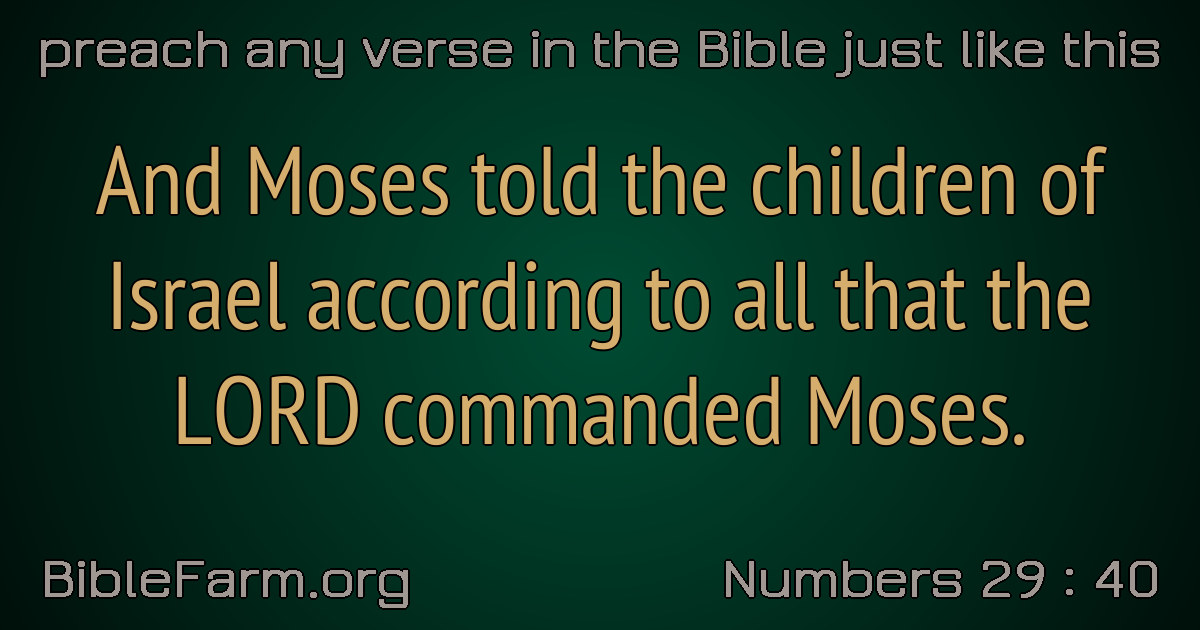 preach any verse in the Bible just like this
And Moses told the children of
Israel according to all that the
LORD commanded Moses.
BibleFarm.org
Numbers 29 : 40